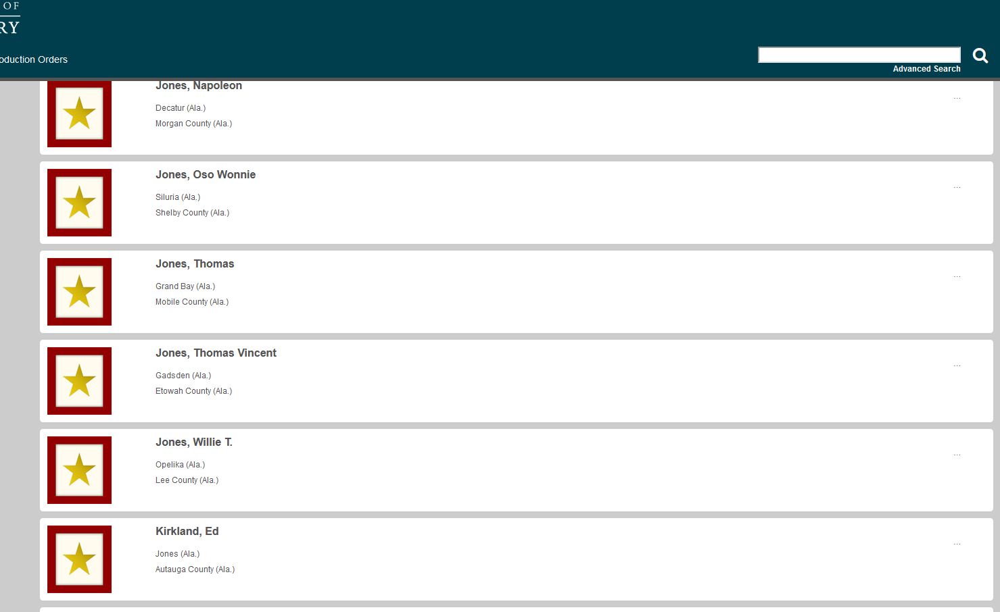 OF
RY
oduction Orders
Advanced Search
Jones, Napoleon
...
Decatur (Ala.)
Morgan County (Ala.)
Jones, Oso Wonnie
...
Siluria (Ala.)
Shelby County (Ala.)
Jones, Thomas
...
Grand Bay (Ala.)
Mobile County (Ala.)
Jones, Thomas Vincent
...
Gadsden (Ala.)
Etowah County (Ala.)
Jones, Willie T.
...
Opelika (Ala.)
Lee County (Ala.)
Kirkland, Ed
...
Jones (Ala.)
Autauga County (Ala.)